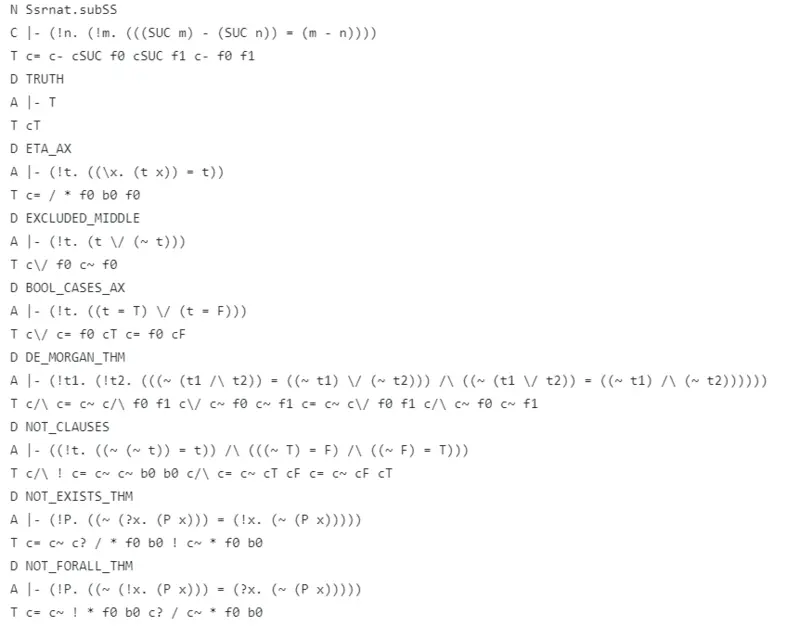 N Ssrnat.subSS
C |- (!n. (!m. (((SUC m) - (SUC n)) = (m - n))))
T c= c- cSUC f0 cSUC f1 c- f0 f1
D TRUTH
A |- T
T cT
D ETA_AX
A |- (!t. ((\x. (t x)) = t))
T c= / * f0 b0 f0
D EXCLUDED_MIDDLE
A |- (!t. (t \/ (~ t)))
T c\/ f0 c~ f0
D BOOL_CASES_AX
A |- (!t. ((t = T) \/ (t = F)))
T c\/ c= f0 cT c= f0 cF
D DE_MORGAN_THM
A |- (!t1. (!t2. (((~ (t1 /\ t2)) = ((~ t1) \/ (~ t2))) /\ ((~ (t1 \/ t2)) = ((~ t1) /\ (~ t2))))))
T c/\ c= c~ c/\ f0 f1 c\/ c~ f0 c~ f1 c= c~ c\/ f0 f1 c/\ c~ f0 c~ f1
D NOT_CLAUSES
A |- ((!t. ((~ (~ t)) = t)) /\ (((~ T) = F) /\ ((~ F) = T)))
T c/\ ! c= c~ c~ b0 b0 c/\ c= c~ cT cF c= c~ cF cT
D NOT_EXISTS_THM
A |- (!P. ((~ (?x. (P x))) = (!x. (~ (P x)))))
T c= c~ c? / * f0 b0 ! c~ * f0 b0
D NOT_FORALL_THM
A |- (!P. ((~ (!x. (P x))) = (?x. (~ (P x)))))
T c= c~ ! * f0 b0 c? / c~ * f0 b0